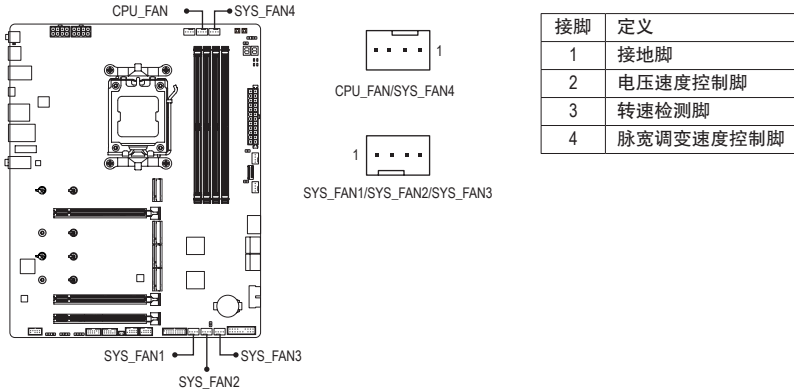 CPU_FAN
SYS_FAN4
1
CPU_FAN/SYS_FAN4
1
SYS_FAN1/SYS_FAN2/SYS_FAN3
SYS_FAN1
SYS_FAN3
SYS_FAN2
接脚 定义
1 接地脚
2 电压速度控制脚
3 转速检测脚
4 脉宽调变速度控制脚